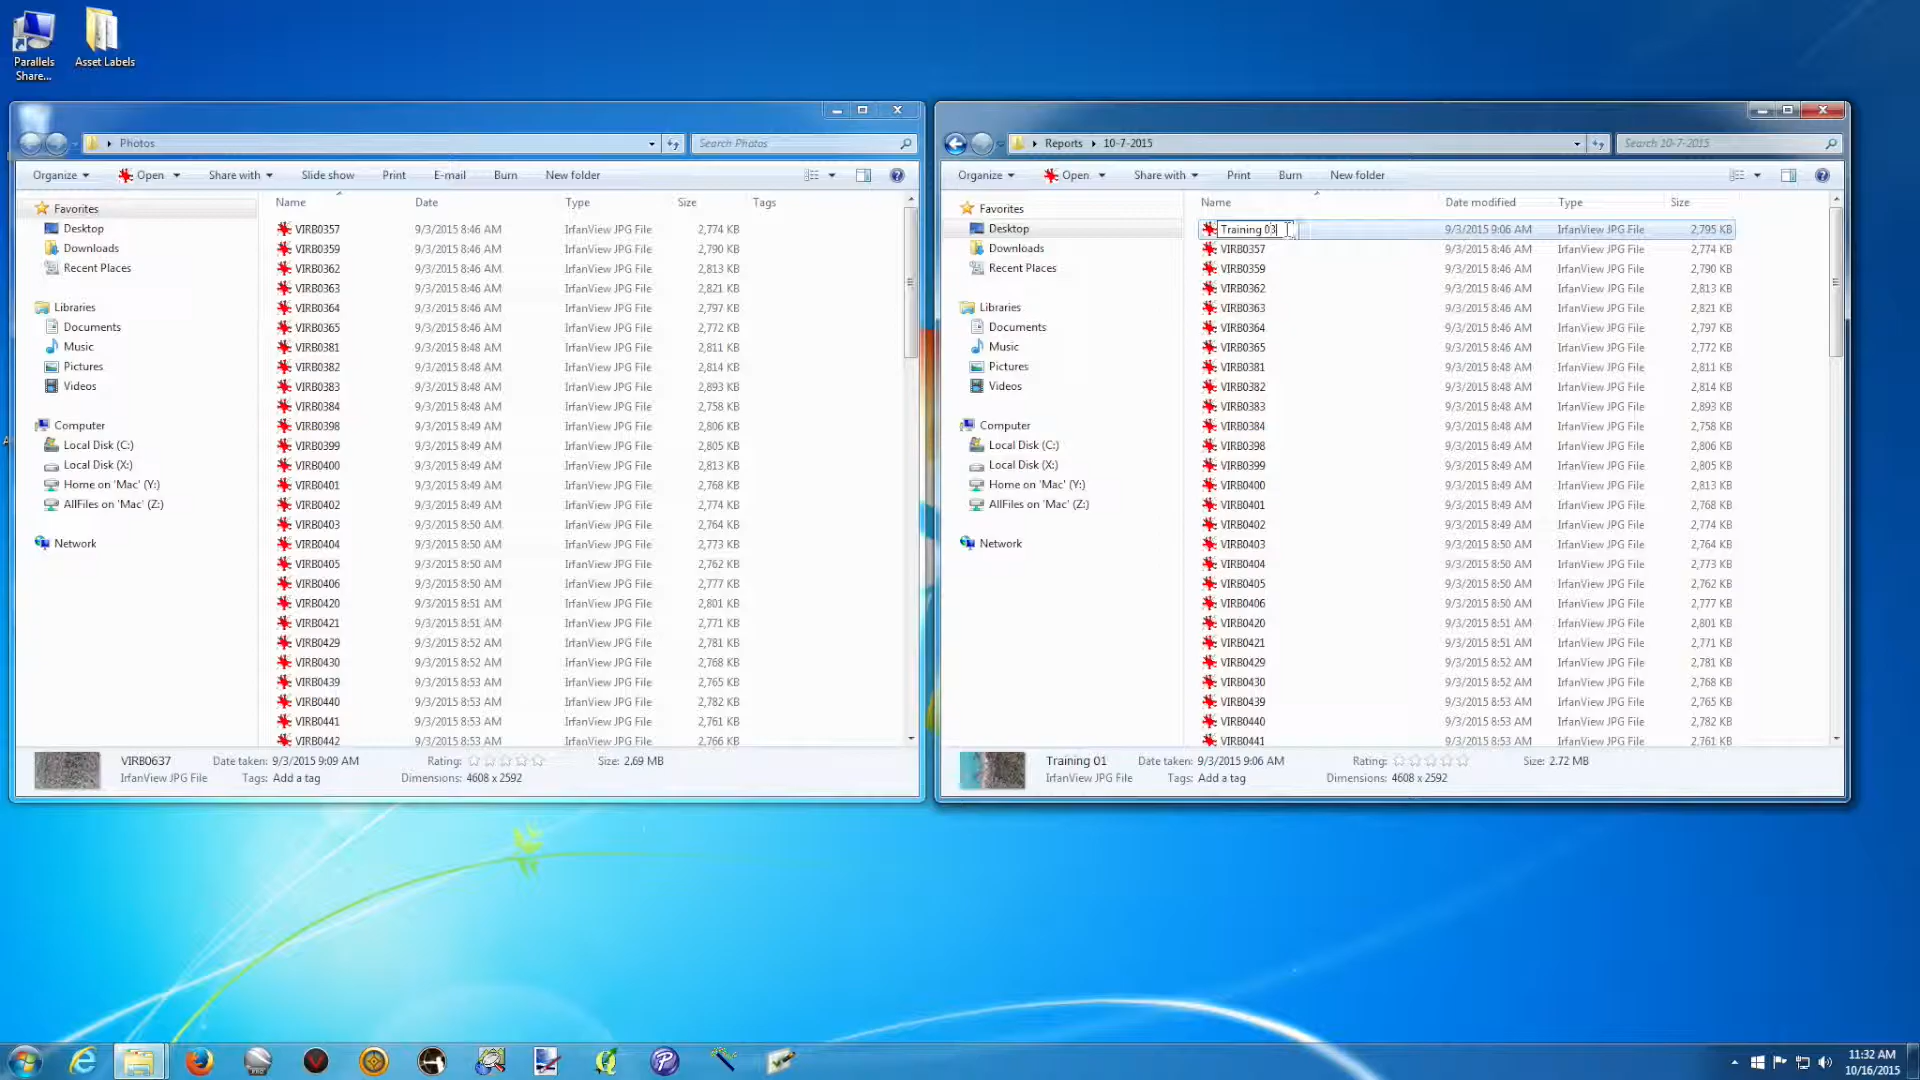 Parallels Share...
Asset Labels
Photos
Search Photos
Organize Open Share with Slide show Print E-mail Burn New folder
Name Date Type Size Tags
Favorites
Desktop
Downloads
Recent Places
Libraries
Documents
Music
Pictures
Videos
Computer
Local Disk (C:)
Local Disk (X:)
Home on 'Mac' (Y:)
AllFiles on 'Mac' (Z:)
Network
VIRB0357 9/3/2015 8:46 AM IrfanView JPG File 2,774 KB
VIRB0359 9/3/2015 8:46 AM IrfanView JPG File 2,790 KB
VIRB0362 9/3/2015 8:46 AM IrfanView JPG File 2,813 KB
VIRB0363 9/3/2015 8:46 AM IrfanView JPG File 2,821 KB
VIRB0364 9/3/2015 8:46 AM IrfanView JPG File 2,797 KB
VIRB0365 9/3/2015 8:46 AM IrfanView JPG File 2,772 KB
VIRB0381 9/3/2015 8:48 AM IrfanView JPG File 2,811 KB
VIRB0382 9/3/2015 8:48 AM IrfanView JPG File 2,814 KB
VIRB0383 9/3/2015 8:48 AM IrfanView JPG File 2,893 KB
VIRB0384 9/3/2015 8:48 AM IrfanView JPG File 2,758 KB
VIRB0398 9/3/2015 8:49 AM IrfanView JPG File 2,806 KB
VIRB0399 9/3/2015 8:49 AM IrfanView JPG File 2,805 KB
VIRB0400 9/3/2015 8:49 AM IrfanView JPG File 2,813 KB
VIRB0401 9/3/2015 8:49 AM IrfanView JPG File 2,768 KB
VIRB0402 9/3/2015 8:49 AM IrfanView JPG File 2,774 KB
VIRB0403 9/3/2015 8:50 AM IrfanView JPG File 2,764 KB
VIRB0404 9/3/2015 8:50 AM IrfanView JPG File 2,773 KB
VIRB0405 9/3/2015 8:50 AM IrfanView JPG File 2,762 KB
VIRB0406 9/3/2015 8:50 AM IrfanView JPG File 2,777 KB
VIRB0420 9/3/2015 8:51 AM IrfanView JPG File 2,801 KB
VIRB0421 9/3/2015 8:51 AM IrfanView JPG File 2,771 KB
VIRB0429 9/3/2015 8:52 AM IrfanView JPG File 2,781 KB
VIRB0430 9/3/2015 8:52 AM IrfanView JPG File 2,768 KB
VIRB0439 9/3/2015 8:53 AM IrfanView JPG File 2,765 KB
VIRB0440 9/3/2015 8:53 AM IrfanView JPG File 2,782 KB
VIRB0441 9/3/2015 8:53 AM IrfanView JPG File 2,761 KB
VIRB0442 9/3/2015 8:53 AM IrfanView JPG File 2,766 KB
VIRB0637 Date taken: 9/3/2015 9:09 AM Rating: Size: 2.69 MB
IrfanView JPG File Tags: Add a tag Dimensions: 4608 x 2592
Reports 10-7-2015
Search 10-7-2015
Organize Open Share with Print Burn New folder
Name Date modified Type Size
Favorites
Desktop
Downloads
Recent Places
Libraries
Documents
Music
Pictures
Videos
Computer
Local Disk (C:)
Local Disk (X:)
Home on 'Mac' (Y:)
AllFiles on 'Mac' (Z:)
Network
Training 03 9/3/2015 9:06 AM IrfanView JPG File 2,795 KB
VIRB0357 9/3/2015 8:46 AM IrfanView JPG File 2,774 KB
VIRB0359 9/3/2015 8:46 AM IrfanView JPG File 2,790 KB
VIRB0362 9/3/2015 8:46 AM IrfanView JPG File 2,813 KB
VIRB0363 9/3/2015 8:46 AM IrfanView JPG File 2,821 KB
VIRB0364 9/3/2015 8:46 AM IrfanView JPG File 2,797 KB
VIRB0365 9/3/2015 8:46 AM IrfanView JPG File 2,772 KB
VIRB0381 9/3/2015 8:48 AM IrfanView JPG File 2,811 KB
VIRB0382 9/3/2015 8:48 AM IrfanView JPG File 2,814 KB
VIRB0383 9/3/2015 8:48 AM IrfanView JPG File 2,893 KB
VIRB0384 9/3/2015 8:48 AM IrfanView JPG File 2,758 KB
VIRB0398 9/3/2015 8:49 AM IrfanView JPG File 2,806 KB
VIRB0399 9/3/2015 8:49 AM IrfanView JPG File 2,805 KB
VIRB0400 9/3/2015 8:49 AM IrfanView JPG File 2,813 KB
VIRB0401 9/3/2015 8:49 AM IrfanView JPG File 2,768 KB
VIRB0402 9/3/2015 8:49 AM IrfanView JPG File 2,774 KB
VIRB0403 9/3/2015 8:50 AM IrfanView JPG File 2,764 KB
VIRB0404 9/3/2015 8:50 AM IrfanView JPG File 2,773 KB
VIRB0405 9/3/2015 8:50 AM IrfanView JPG File 2,762 KB
VIRB0406 9/3/2015 8:50 AM IrfanView JPG File 2,777 KB
VIRB0420 9/3/2015 8:51 AM IrfanView JPG File 2,801 KB
VIRB0421 9/3/2015 8:51 AM IrfanView JPG File 2,771 KB
VIRB0429 9/3/2015 8:52 AM IrfanView JPG File 2,781 KB
VIRB0430 9/3/2015 8:52 AM IrfanView JPG File 2,768 KB
VIRB0439 9/3/2015 8:53 AM IrfanView JPG File 2,765 KB
VIRB0440 9/3/2015 8:53 AM IrfanView JPG File 2,782 KB
VIRB0441 9/3/2015 8:53 AM IrfanView JPG File 2,761 KB
Training 01 Date taken: 9/3/2015 9:06 AM Rating: Size: 2.72 MB
IrfanView JPG File Tags: Add a tag Dimensions: 4608 x 2592
11:32 AM
10/16/2015